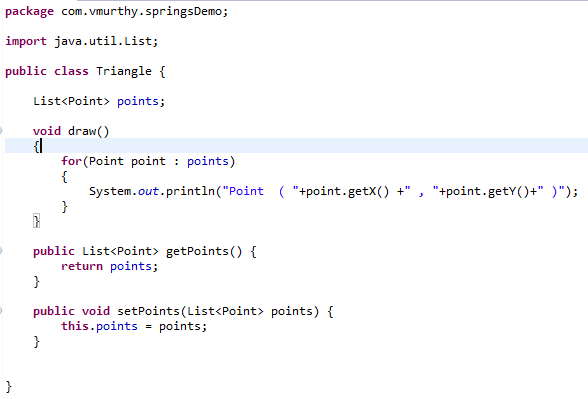 package com.vmurthy.springsDemo;
import java.util.List;
public class Triangle {
List<Point> points;
void draw()
{
for(Point point : points)
{
System.out.println("Point  ( "+point.getX() +" , "+point.getY()+" )");
}
}
public List<Point> getPoints() {
return points;
}
public void setPoints(List<Point> points) {
this.points = points;
}
}